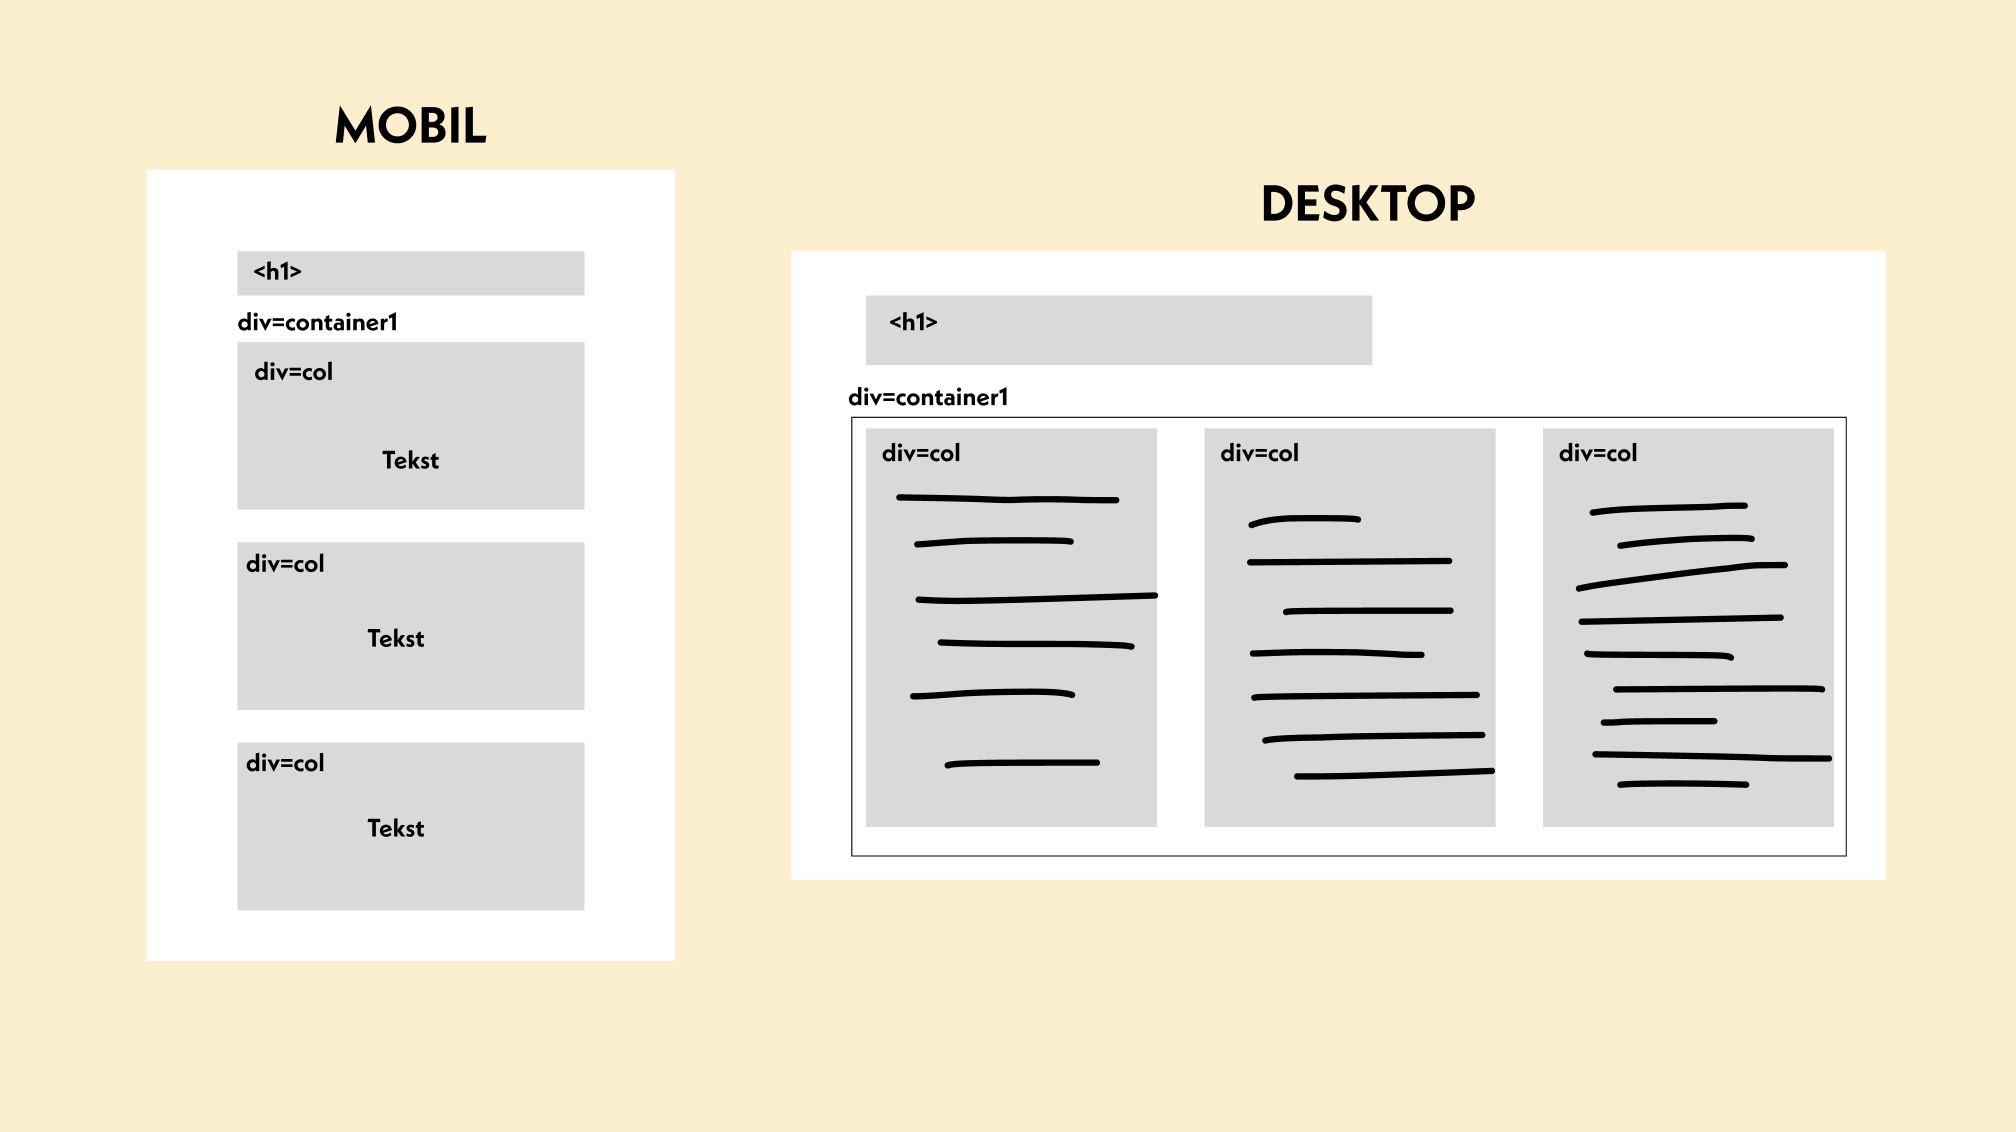 MOBIL
<h1>
div=container1
div=col
Tekst
div=col
Tekst
div=col
Tekst
DESKTOP
<h1>
div=container1
div=col
div=col
div=col